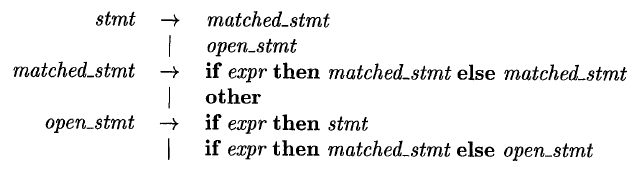 stmt → matched_stmt
| open_stmt
matched_stmt → if expr then matched_stmt else matched_stmt
| other
open_stmt → if expr then stmt
| if expr then matched_stmt else open_stmt